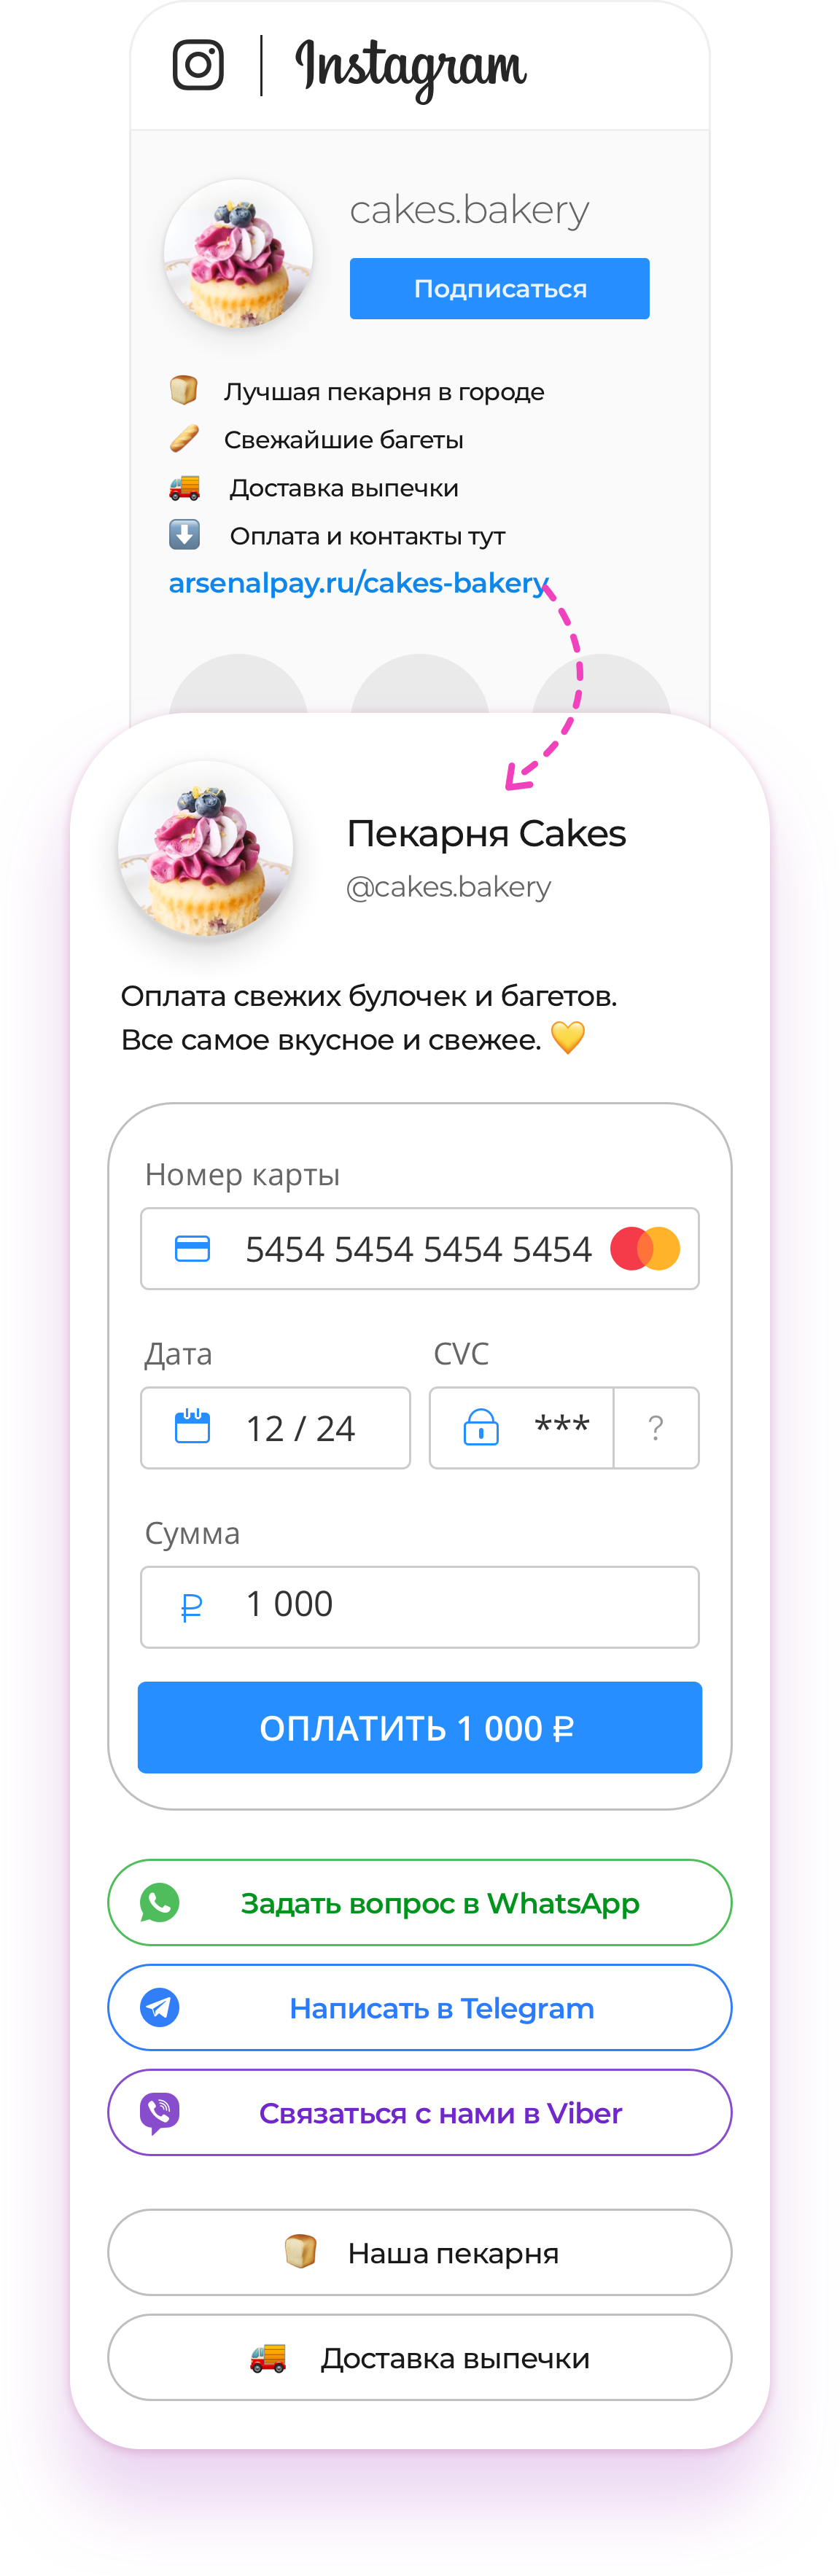 Instagram
cakes.bakery
Подписаться
Лучшая пекарня в городе
Свежайшие багеты
Доставка выпечки
Оплата и контакты тут
arsenalpay.ru/cakes-bakery
Пекарня Cakes
@cakes.bakery
Оплата свежих булочек и багетов.
Все самое вкусное и свежее. 💛
Номер карты
5454 5454 5454 5454
Дата
CVC
12 / 24
*** ?
Сумма
₽ 1 000
ОПЛАТИТЬ 1 000 ₽
Задать вопрос в WhatsApp
Написать в Telegram
Связаться с нами в Viber
Наша пекарня
Доставка выпечки